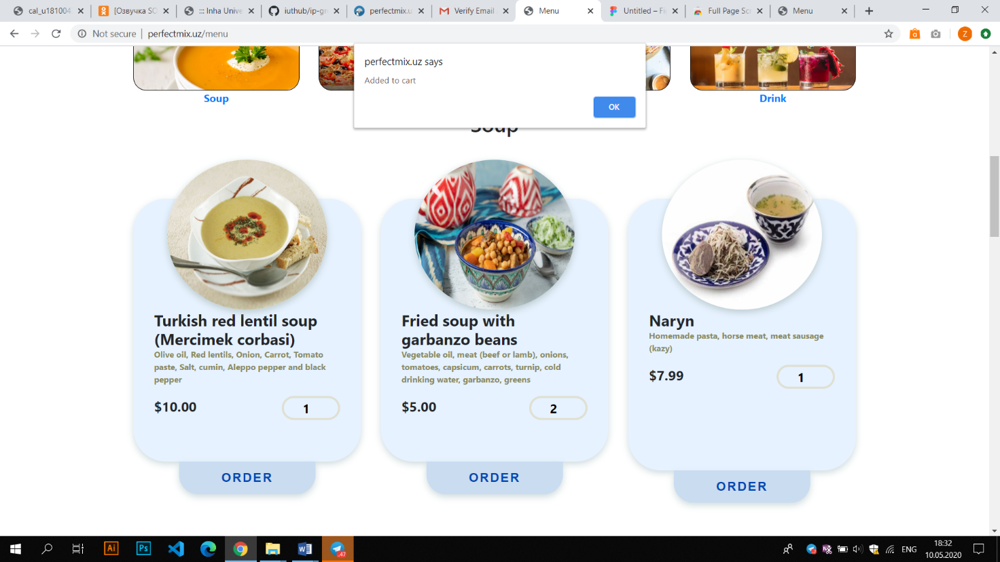 cal_u181004
[Озвучка SO
::: Inha Unive
iuthub/ip-gr
perfectmix.u
Verify Email
Menu
Untitled – Fi
Full Page Scr
Menu
Not secure | perfectmix.uz/menu
Z
perfectmix.uz says
Added to cart
OK
Soup
Drink
Soup
Turkish red lentil soup
(Mercimek corbasi)
Olive oil, Red lentils, Onion, Carrot, Tomato
paste, Salt, cumin, Aleppo pepper and black
pepper
$10.00
1
ORDER
Fried soup with
garbanzo beans
Vegetable oil, meat (beef or lamb), onions,
tomatoes, capsicum, carrots, turnip, cold
drinking water, garbanzo, greens
$5.00
2
ORDER
Naryn
Homemade pasta, horse meat, meat sausage
(kazy)
$7.99
1
ORDER
Ai
Ps
47
ENG
18:32
10.05.2020